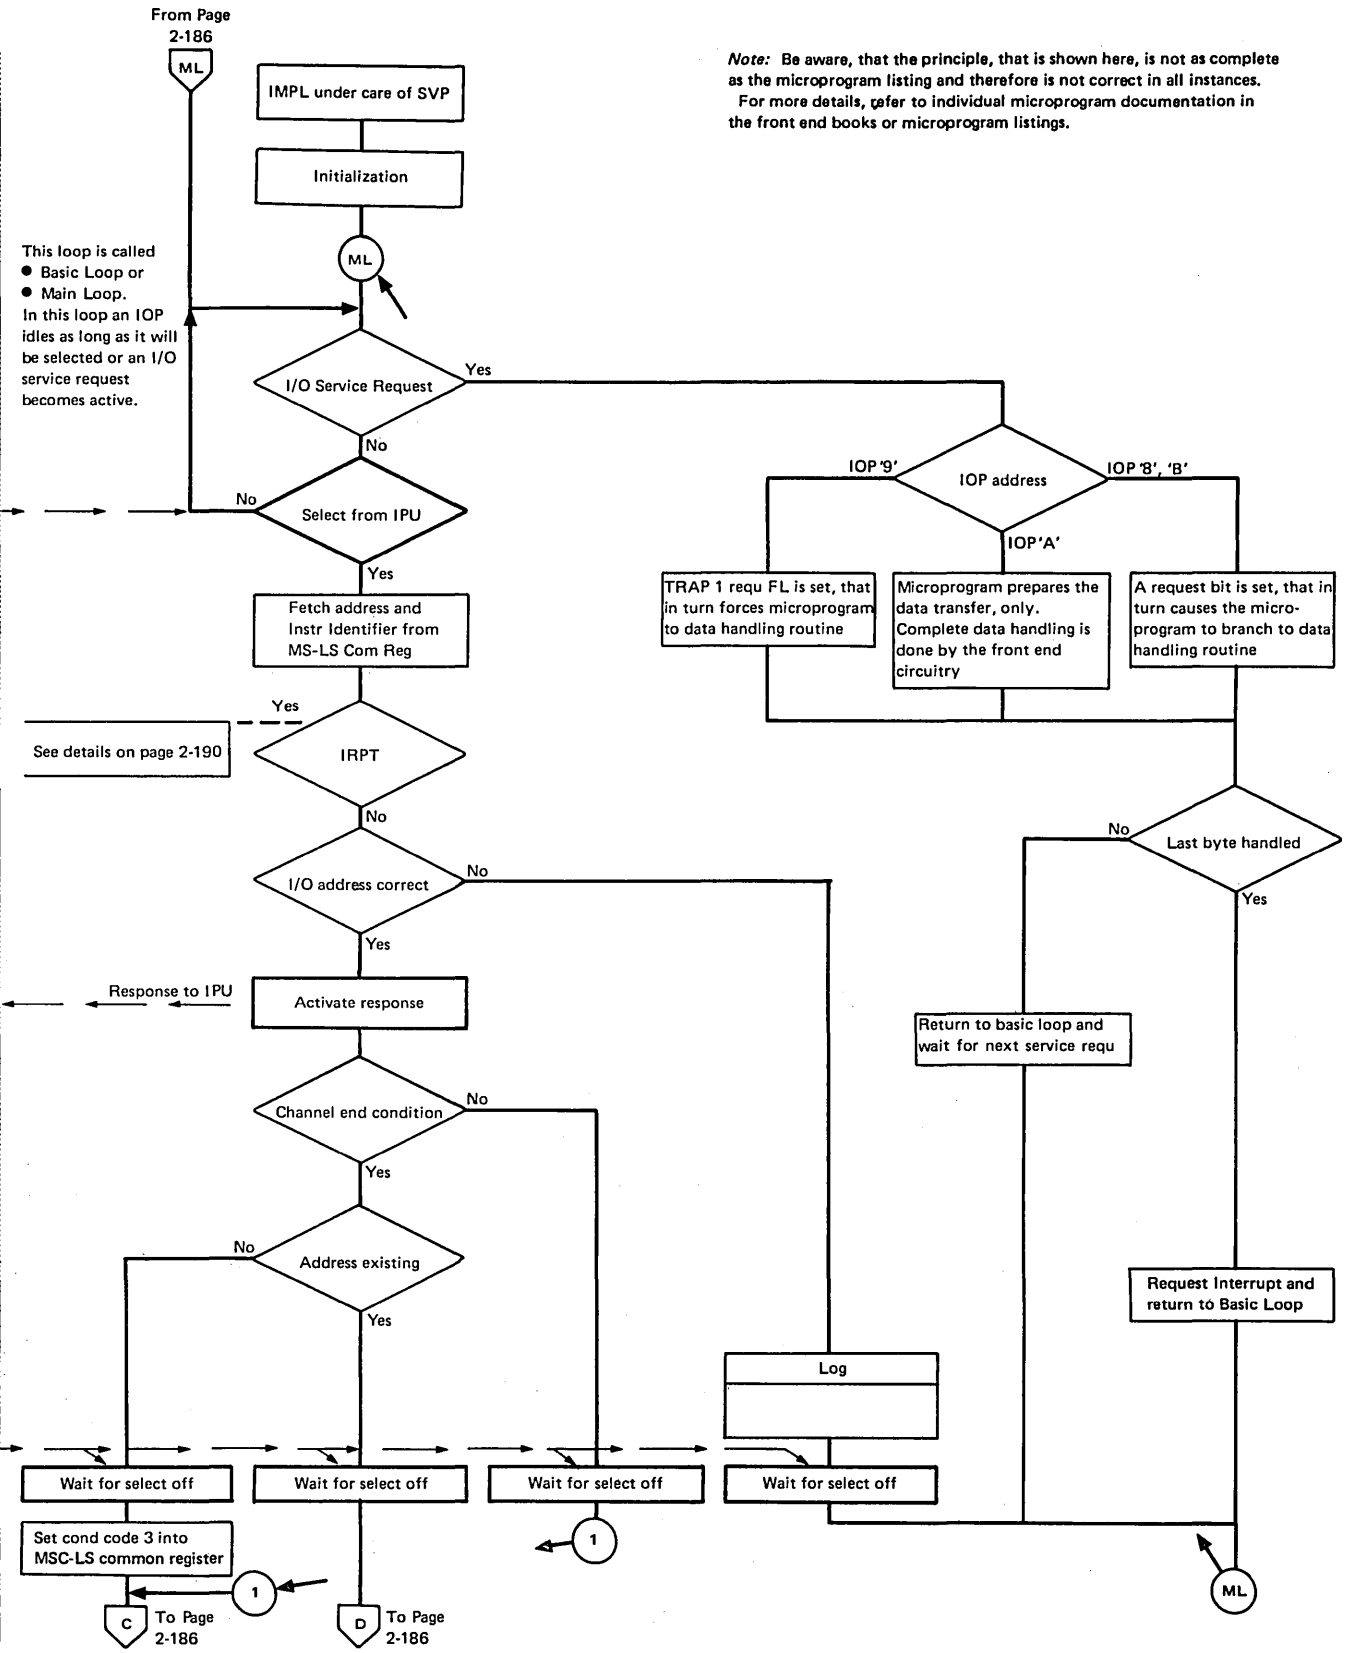 From Page
2-186
ML
Note: Be aware, that the principle, that is shown here, is not as complete
as the microprogram listing and therefore is not correct in all instances.
For more details, refer to individual microprogram documentation in
the front end books or microprogram listings.
IMPL under care of SVP
Initialization
ML
This loop is called
● Basic Loop or
● Main Loop.
In this loop an IOP
idles as long as it will
be selected or an I/O
service request
becomes active.
I/O Service Request
Yes
No
IOP '9'
IOP address
IOP '8', 'B'
IOP 'A'
No
Select from IPU
Yes
TRAP 1 requ FL is set, that
in turn forces microprogram
to data handling routine
Microprogram prepares the
data transfer, only.
Complete data handling is
done by the front end
circuitry
A request bit is set, that in
turn causes the micro-
program to branch to data
handling routine
Fetch address and
Instr Identifier from
MS-LS Com Reg
Yes
See details on page 2-190
IRPT
No
No
Last byte handled
Yes
I/O address correct
No
Yes
Response to IPU
Activate response
Return to basic loop and
wait for next service requ
Channel end condition
No
Yes
No
Address existing
Yes
Request Interrupt and
return to Basic Loop
Log
Wait for select off
Wait for select off
Wait for select off
Wait for select off
Set cond code 3 into
MSC-LS common register
1
1
ML
C
To Page
2-186
D
To Page
2-186